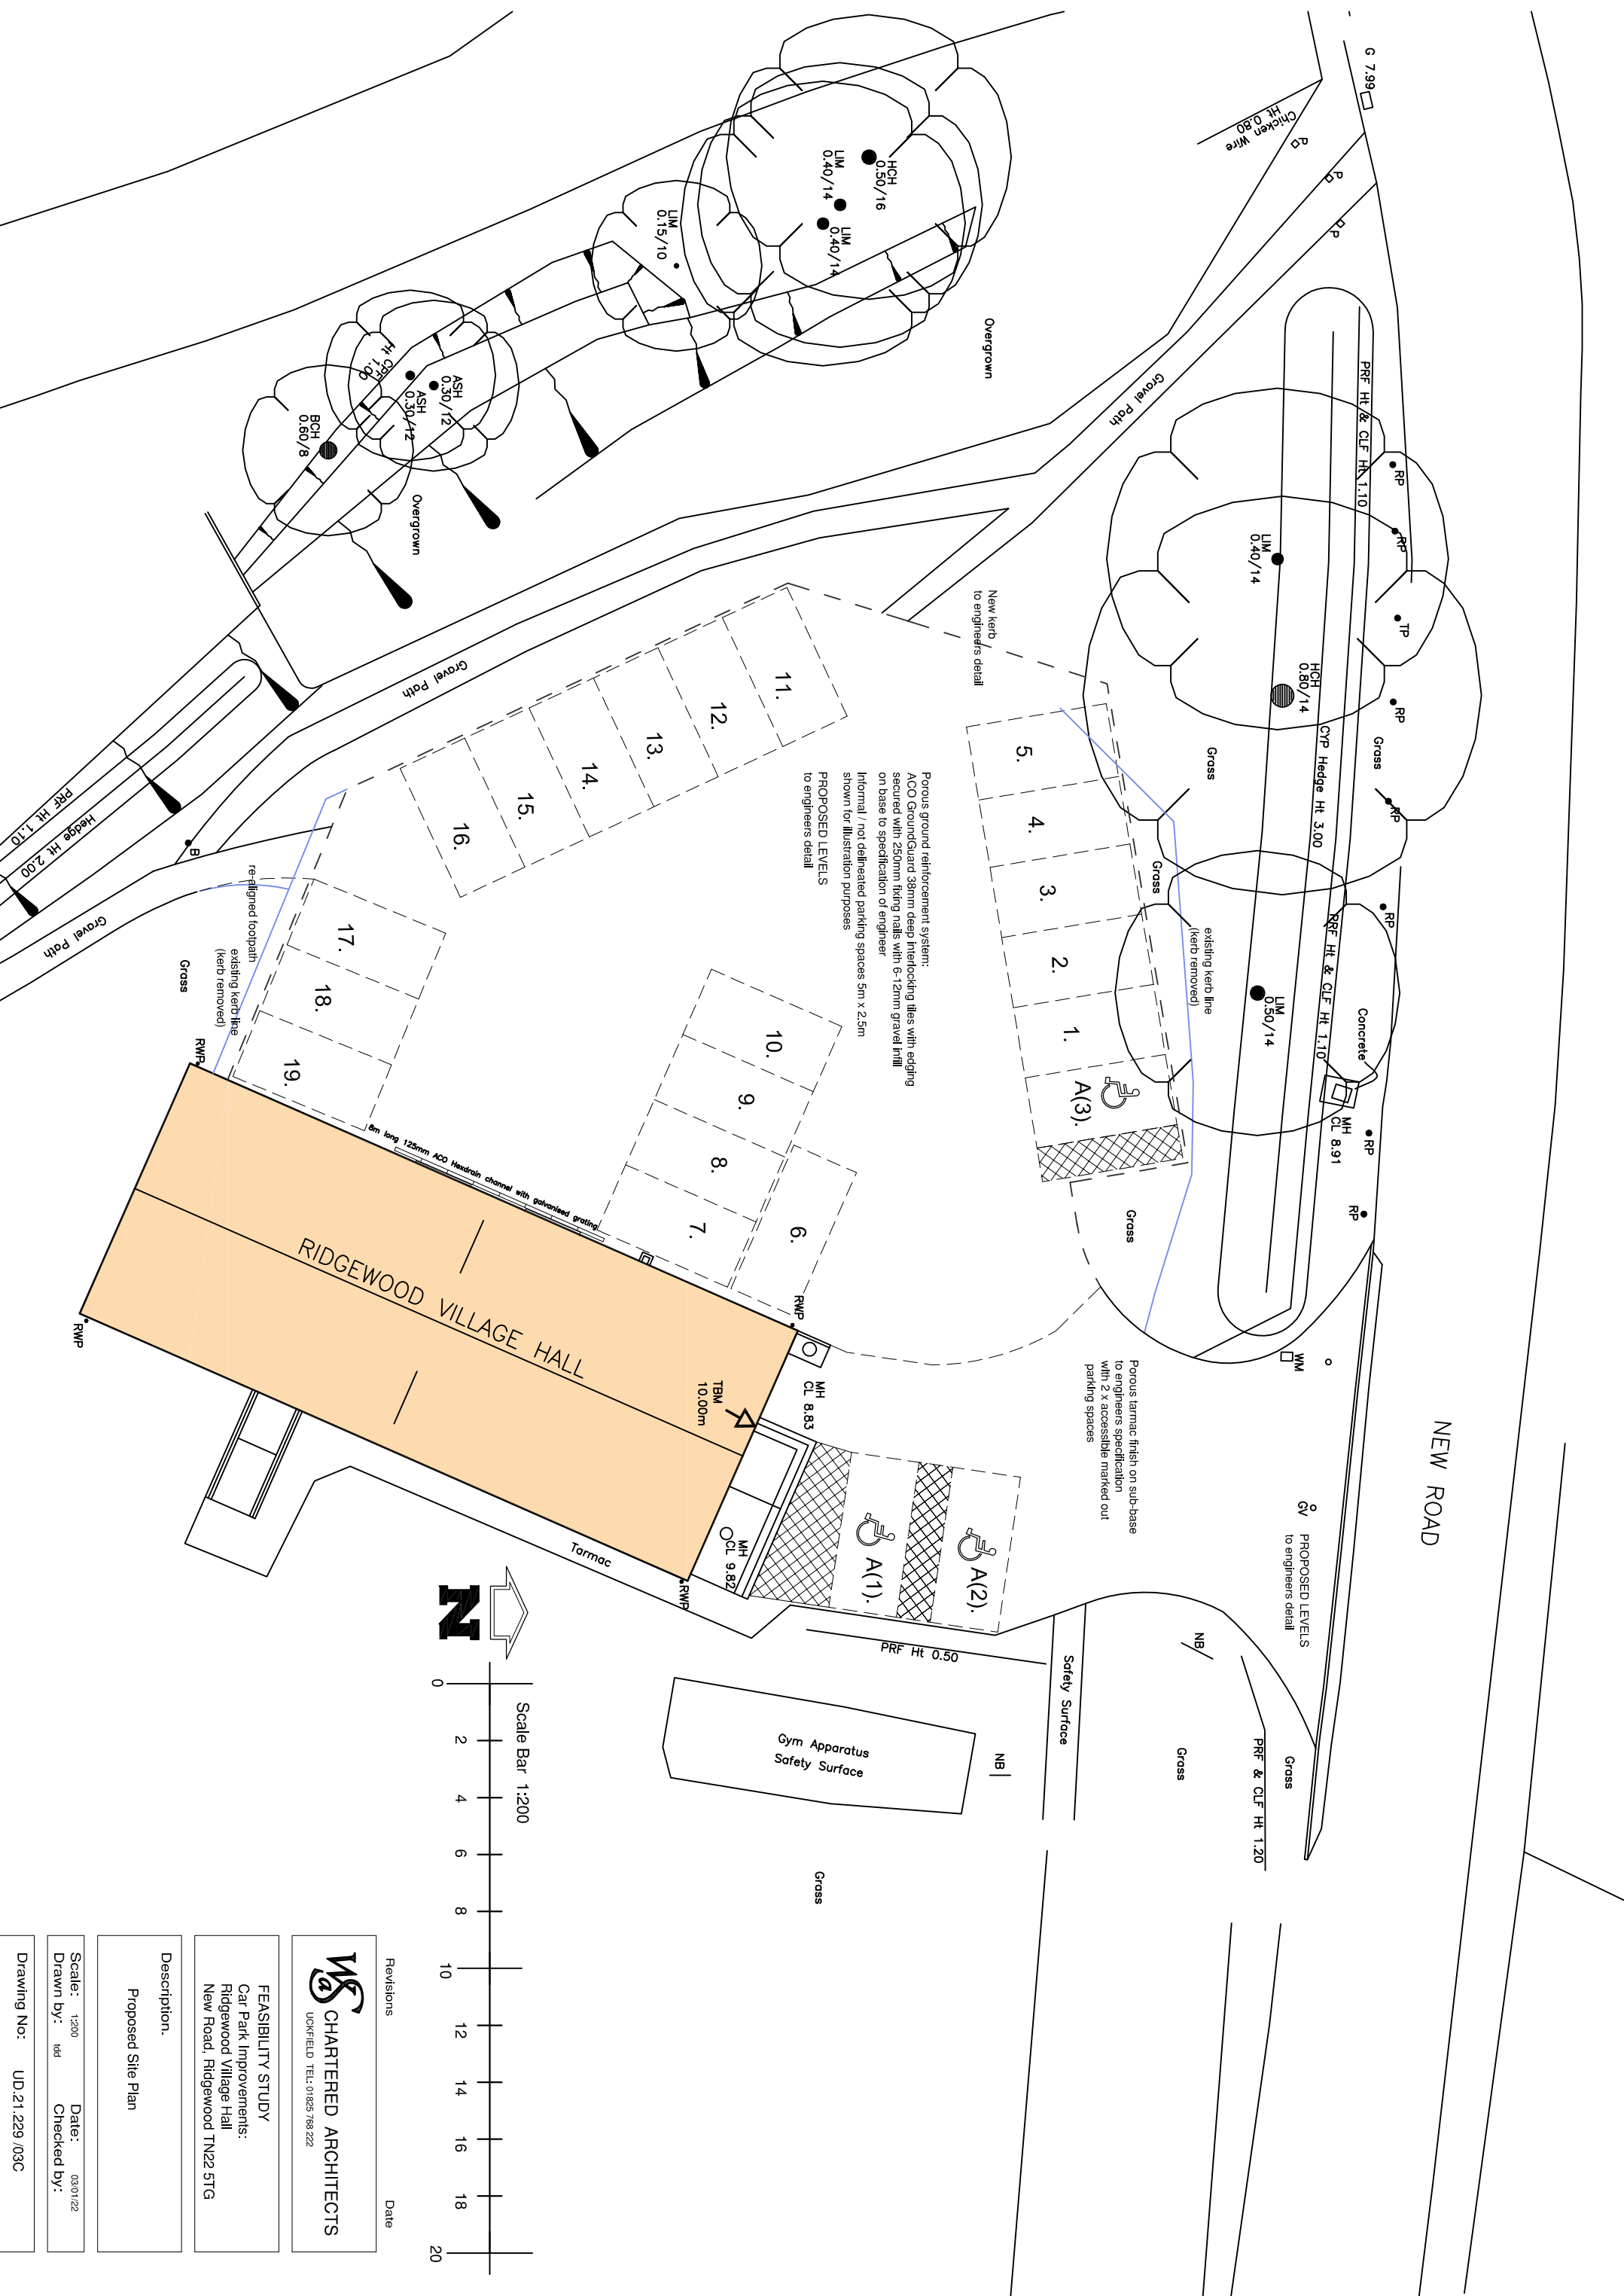 NEW ROAD
G 7.99
Chicken Wire
Ht 0.80
P
P
P
PRF Ht & CLF Ht 1.10
RP
RP
TP
RP
RP
RP
RP
RP
Grass
CYP Hedge Ht 3.00
PRF Ht & CLF Ht 1.10
Concrete
MH
CL 8.91
LIM
0.40/14
HCH
0.80/14
LIM
0.50/14
Grass
Grass
Grass
existing kerb line
(kerb removed)
WM
GV
PROPOSED LEVELS
to engineers detail
NB
PRF & CLF Ht 1.20
Grass
Grass
Safety Surface
HCH
0.50/16
LIM
0.40/14
LIM
0.40/14
LIM
0.15/10
Overgrown
Gravel Path
New kerb
to engineers detail
5.
4.
3.
2.
1.
A(3).
Porous tarmac finish on sub-base
to engineers specification
with 2 x accessible marked out
parking spaces
Porous ground reinforcement system:
ACO GroundGuard 38mm deep interlocking tiles with edging
secured with 250mm fixing nails with 6-12mm gravel infill
on base to specification of engineer
Informal / not delineated parking spaces 5m x 2.5m
shown for illustration purposes
PROPOSED LEVELS
to engineers detail
11.
12.
13.
14.
15.
16.
10.
9.
8.
7.
6.
17.
18.
19.
ASH
0.30/12
ASH
0.30/12
CPF
Ht 1.00
BCH
0.60/8
Overgrown
Gravel Path
PRF Ht 1.10
Hedge Ht 2.00
B
Gravel Path
re-aligned footpath
existing kerb line
(kerb removed)
Grass
RWP
8m long 125mm ACO Hexdrain channel with galvanised grating
RIDGEWOOD VILLAGE HALL
RWP
RWP
MH
CL 8.83
TBM
10.00m
MH
CL 9.82
RWP
Tarmac
A(1).
A(2).
PRF Ht 0.50
Gym Apparatus
Safety Surface
NB
Grass
N
Scale Bar 1:200
0 2 4 6 8 10 12 14 16 18 20
Revisions Date
WSa CHARTERED ARCHITECTS
UCKFIELD TEL: 01825 768 222
FEASIBILITY STUDY
Car Park Improvements:
Ridgewood Village Hall
New Road, Ridgewood TN22 5TG
Description.
Proposed Site Plan
Scale: 1:200 Date: 03/01/22
Drawn by: tdd Checked by:
Drawing No: UD.21.229 /03C